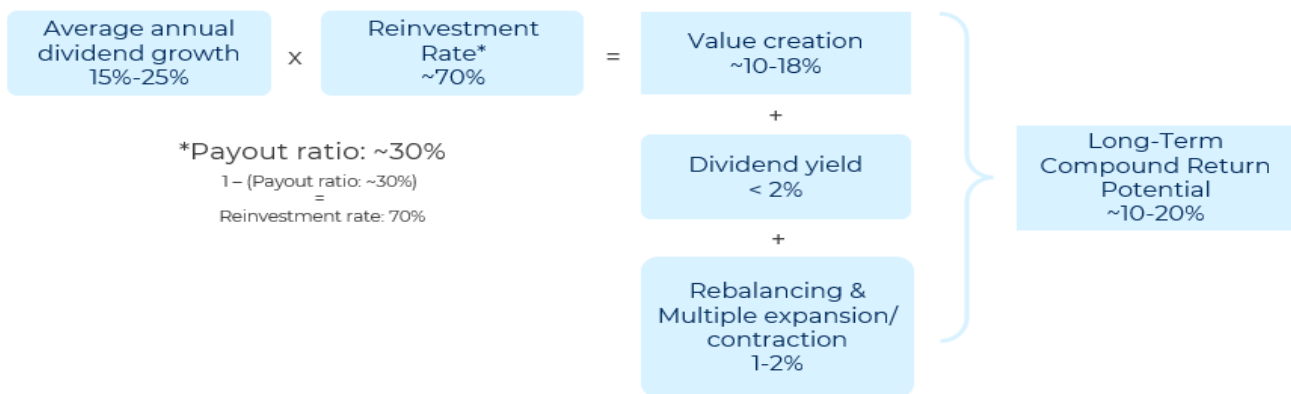 Average annual
dividend growth
15%-25%
x
Reinvestment
Rate*
~70%
=
Value creation
~10-18%
+
Dividend yield
< 2%
+
Rebalancing &
Multiple expansion/
contraction
1-2%
Long-Term
Compound Return
Potential
~10-20%
*Payout ratio: ~30%
1 – (Payout ratio: ~30%)
=
Reinvestment rate: 70%